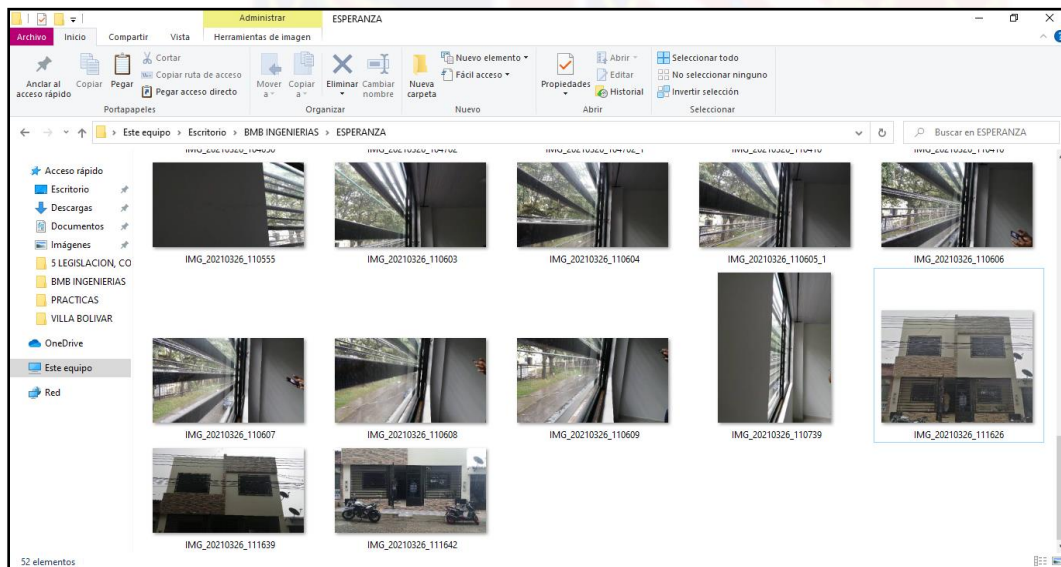 Administrar
ESPERANZA
Archivo Inicio Compartir Vista Herramientas de imagen
Anclar al acceso rápido
Copiar
Pegar
Cortar
Copiar ruta de acceso
Pegar acceso directo
Mover a
Copiar a
Eliminar
Cambiar nombre
Nueva carpeta
Nuevo elemento
Fácil acceso
Propiedades
Abrir
Editar
Historial
Seleccionar todo
No seleccionar ninguno
Invertir selección
Portapapeles Organizar Nuevo Abrir Seleccionar
Este equipo > Escritorio > BMB INGENIERIAS > ESPERANZA
Buscar en ESPERANZA
Acceso rápido
Escritorio
Descargas
Documentos
Imágenes
5 LEGISLACION, CO
BMB INGENIERIAS
PRACTICAS
VILLA BOLIVAR
OneDrive
Este equipo
Red
IMG_20210326_110555 IMG_20210326_110603 IMG_20210326_110604 IMG_20210326_110605_1 IMG_20210326_110606
IMG_20210326_110607 IMG_20210326_110608 IMG_20210326_110609 IMG_20210326_110739 IMG_20210326_111626
IMG_20210326_111639 IMG_20210326_111642
52 elementos